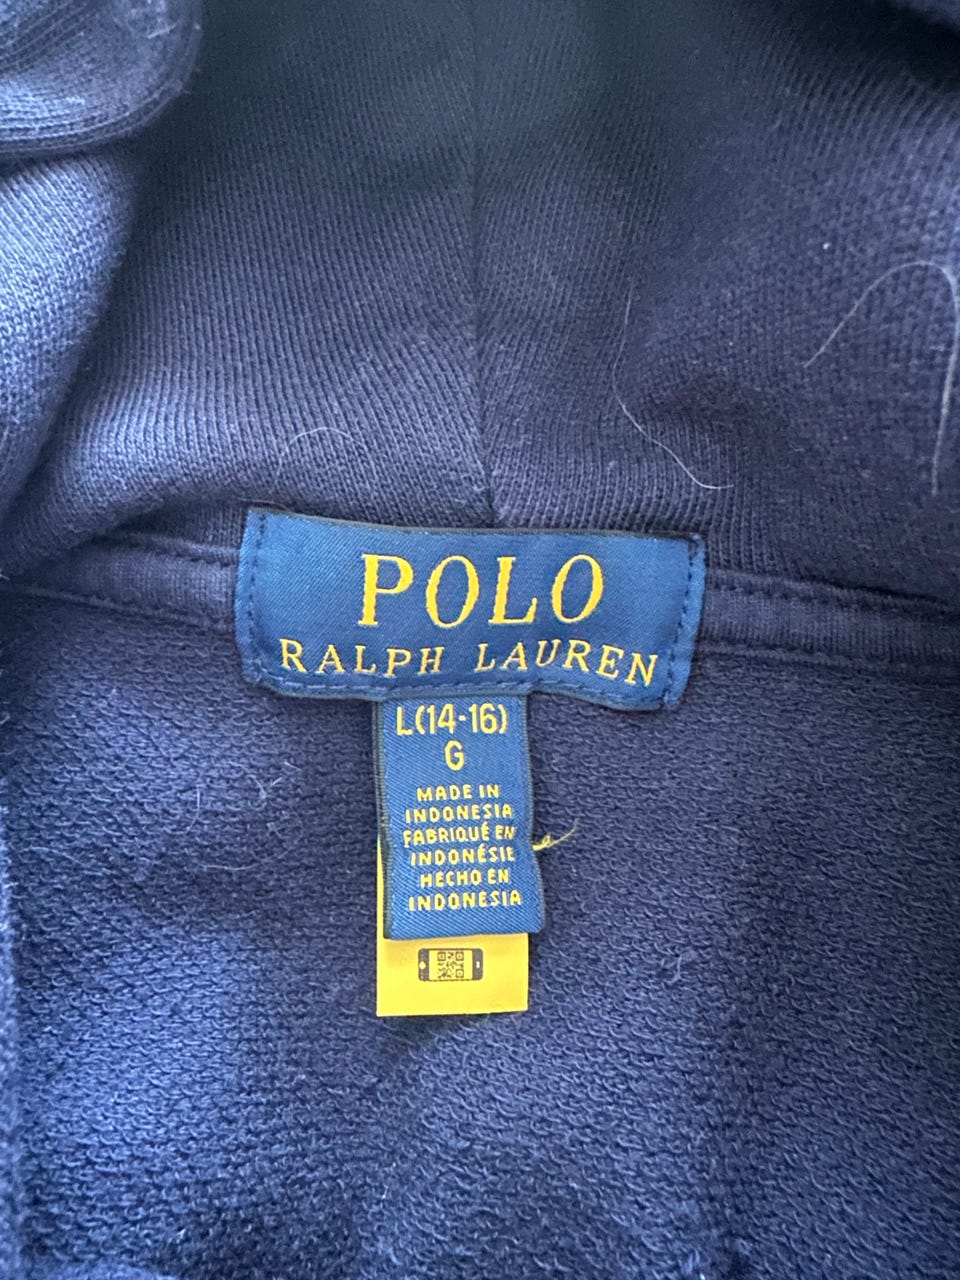 POLO
RALPH LAUREN
L(14-16)
G
MADE IN
INDONESIA
FABRIQUÉ EN
INDONÉSIE
HECHO EN
INDONESIA